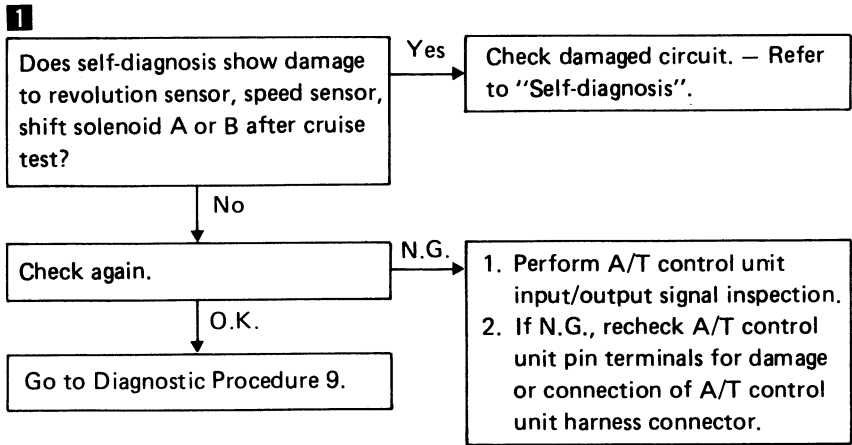 1
Does self-diagnosis show damage
to revolution sensor, speed sensor,
shift solenoid A or B after cruise
test?
Yes
Check damaged circuit. — Refer
to "Self-diagnosis".
No
Check again.
N.G.
1. Perform A/T control unit
input/output signal inspection.
2. If N.G., recheck A/T control
unit pin terminals for damage
or connection of A/T control
unit harness connector.
O.K.
Go to Diagnostic Procedure 9.